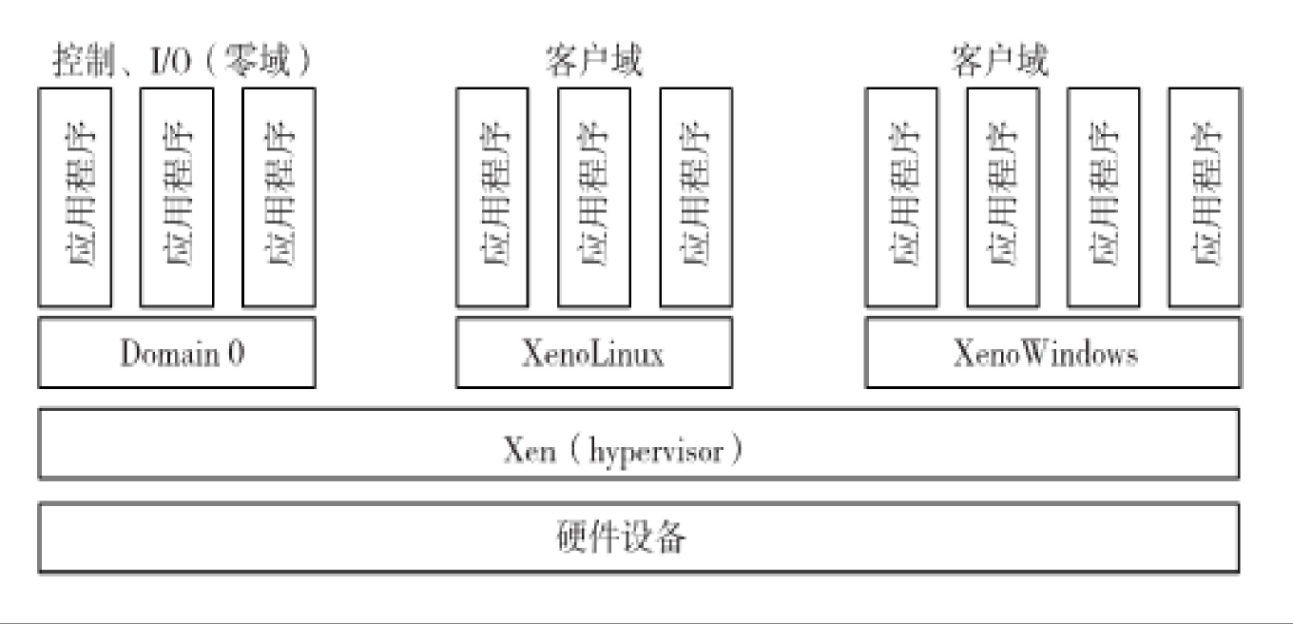 控制、I/O（零域）
客户域
客户域
应用程序
应用程序
应用程序
应用程序
应用程序
应用程序
应用程序
应用程序
应用程序
应用程序
Domain 0
XenoLinux
XenoWindows
Xen（hypervisor）
硬件设备